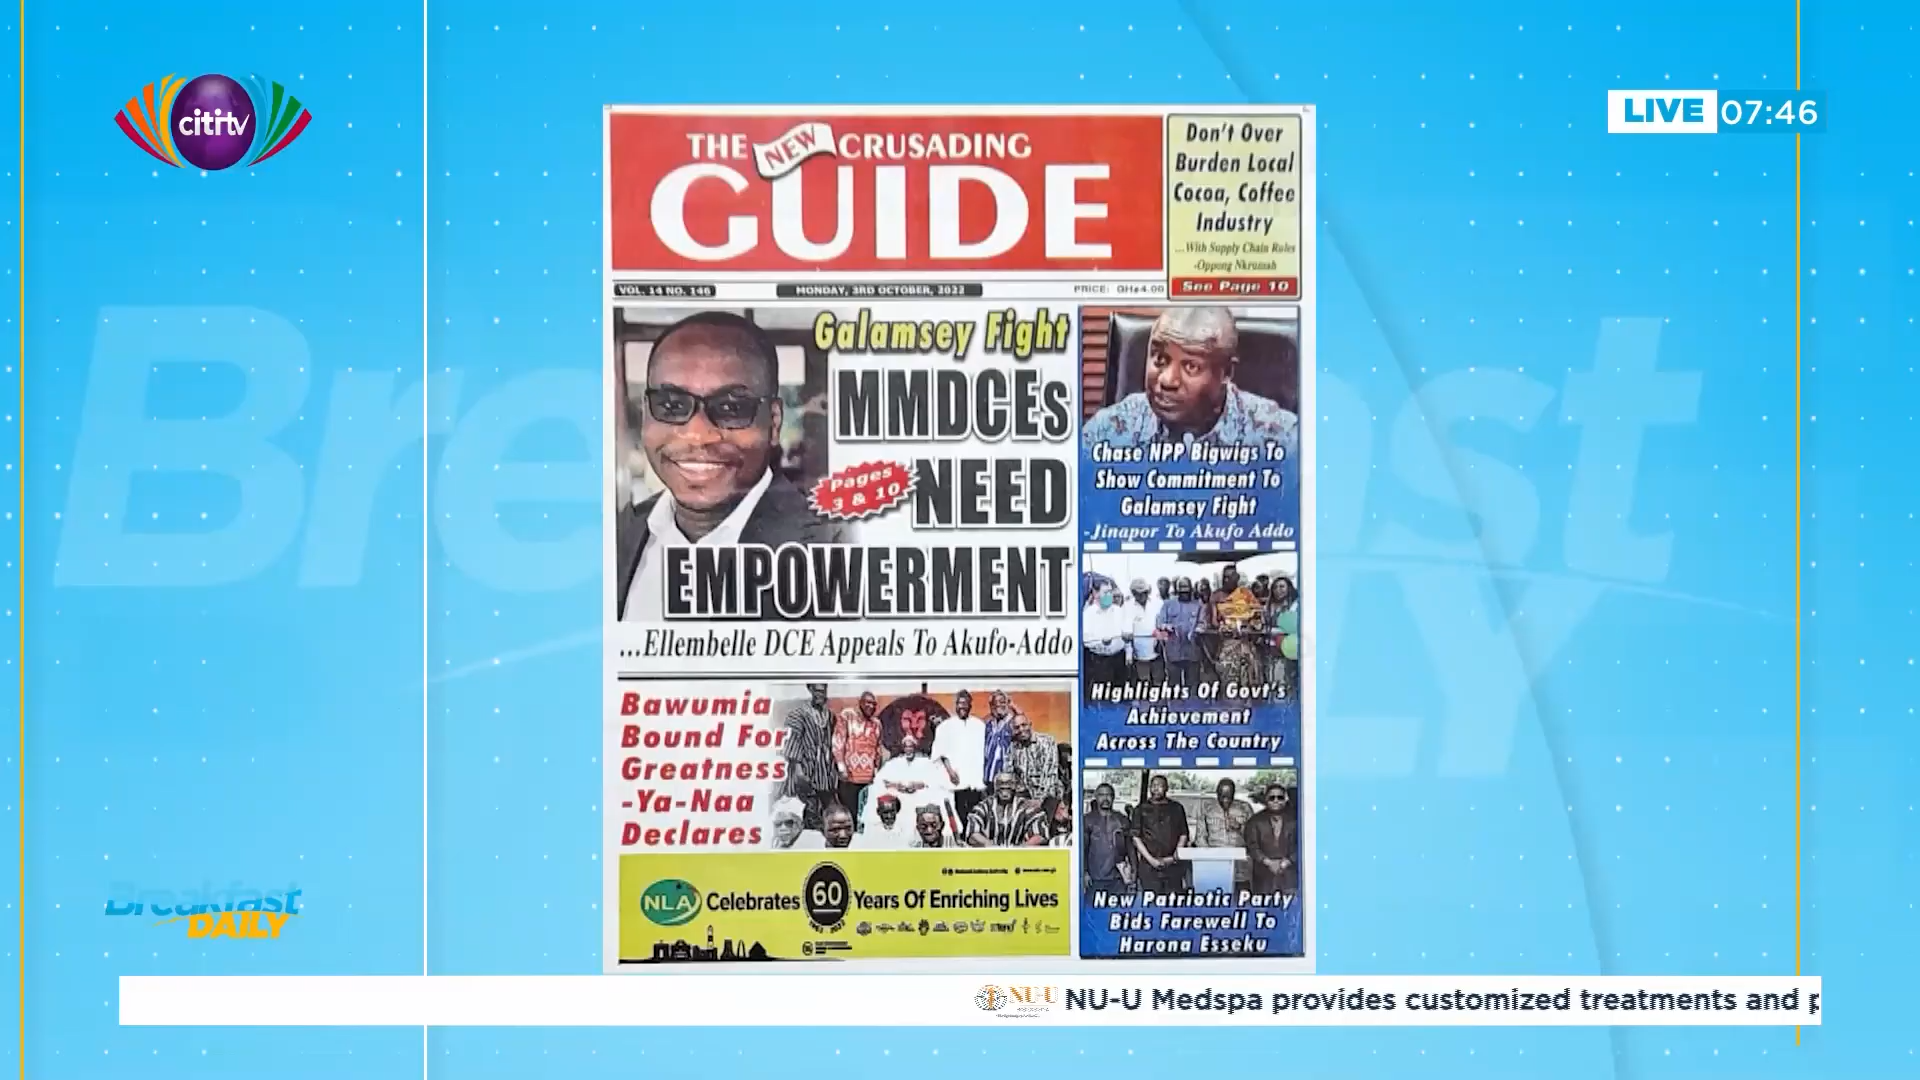 cititv
LIVE 07:46
THE NEW CRUSADING
GUIDE
Don't Over
Burden Local
Cocoa, Coffee
Industry
...With Supply Chain Rules
-Oppong Nkrumah
See Page 10
VOL. 14 NO. 146
MONDAY, 3RD OCTOBER, 2022
PRICE: GH¢4.00
Galamsey Fight
MMDCEs
NEED
EMPOWERMENT
Pages
3 & 10
...Ellembelle DCE Appeals To Akufo-Addo
Chase NPP Bigwigs To
Show Commitment To
Galamsey Fight
-Jinapor To Akufo Addo
Highlights Of Govt's
Achievement
Across The Country
Bawumia
Bound For
Greatness
-Ya-Naa
Declares
New Patriotic Party
Bids Farewell To
Harona Esseku
NLA Celebrates 60 Years Of Enriching Lives
Breakfast
DAILY
Breakfast
DAILY
NU-U
NU-U Medspa provides customized treatments and p